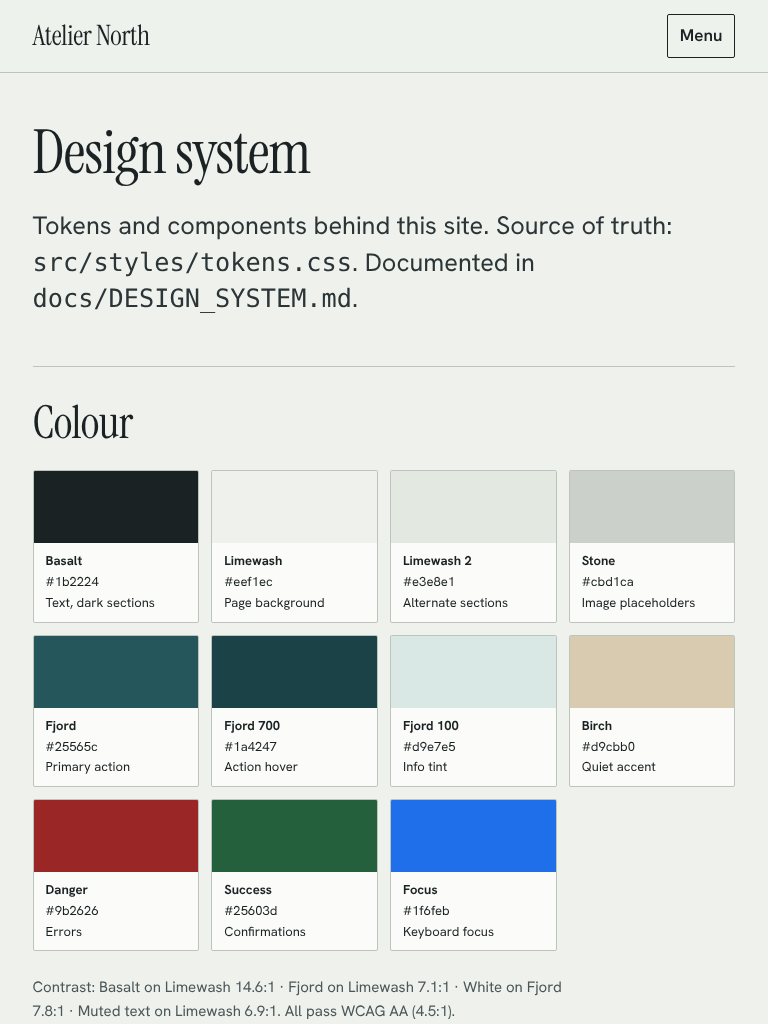 Atelier North
Menu
Design system
Tokens and components behind this site. Source of truth:
src/styles/tokens.css. Documented in
docs/DESIGN_SYSTEM.md.
Colour
Basalt
#1b2224
Text, dark sections
Limewash
#eef1ec
Page background
Limewash 2
#e3e8e1
Alternate sections
Stone
#cbd1ca
Image placeholders
Fjord
#25565c
Primary action
Fjord 700
#1a4247
Action hover
Fjord 100
#d9e7e5
Info tint
Birch
#d9cbb0
Quiet accent
Danger
#9b2626
Errors
Success
#25603d
Confirmations
Focus
#1f6feb
Keyboard focus
Contrast: Basalt on Limewash 14.6:1 · Fjord on Limewash 7.1:1 · White on Fjord
7.8:1 · Muted text on Limewash 6.9:1. All pass WCAG AA (4.5:1).